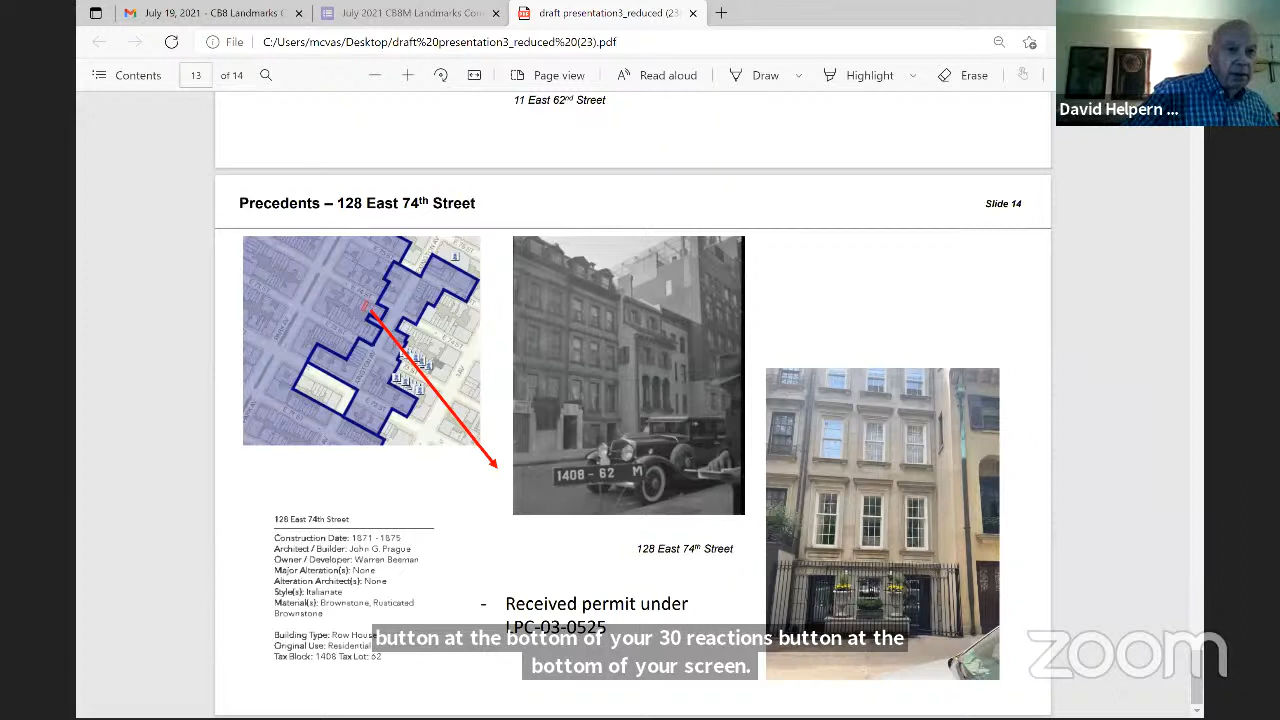 July 19, 2021 - CB8 Landmarks C
July 2021 CB8M Landmarks Com
draft presentation3_reduced (23).p
File
C:/Users/mcvas/Desktop/draft%20presentation3_reduced%20(23).pdf
Contents
13
of 14
Page view
Read aloud
Draw
Highlight
Erase
David Helpern ...
11 East 62nd Street
Precedents – 128 East 74th Street
Slide 14
1408 - 62 M
128 East 74th Street
Construction Date: 1871 - 1875
Architect / Builder: John G. Prague
Owner / Developer: Warren Beeman
Major Alteration(s): None
Alteration Architect(s): None
Style(s): Italianate
Material(s): Brownstone, Rusticated
Brownstone
Building Type: Row House
Original Use: Residential
Tax Block: 1408 Tax Lot: 62
128 East 74th Street
- Received permit under
LPC-03-0525
button at the bottom of your 30 reactions button at the
bottom of your screen.
zoom